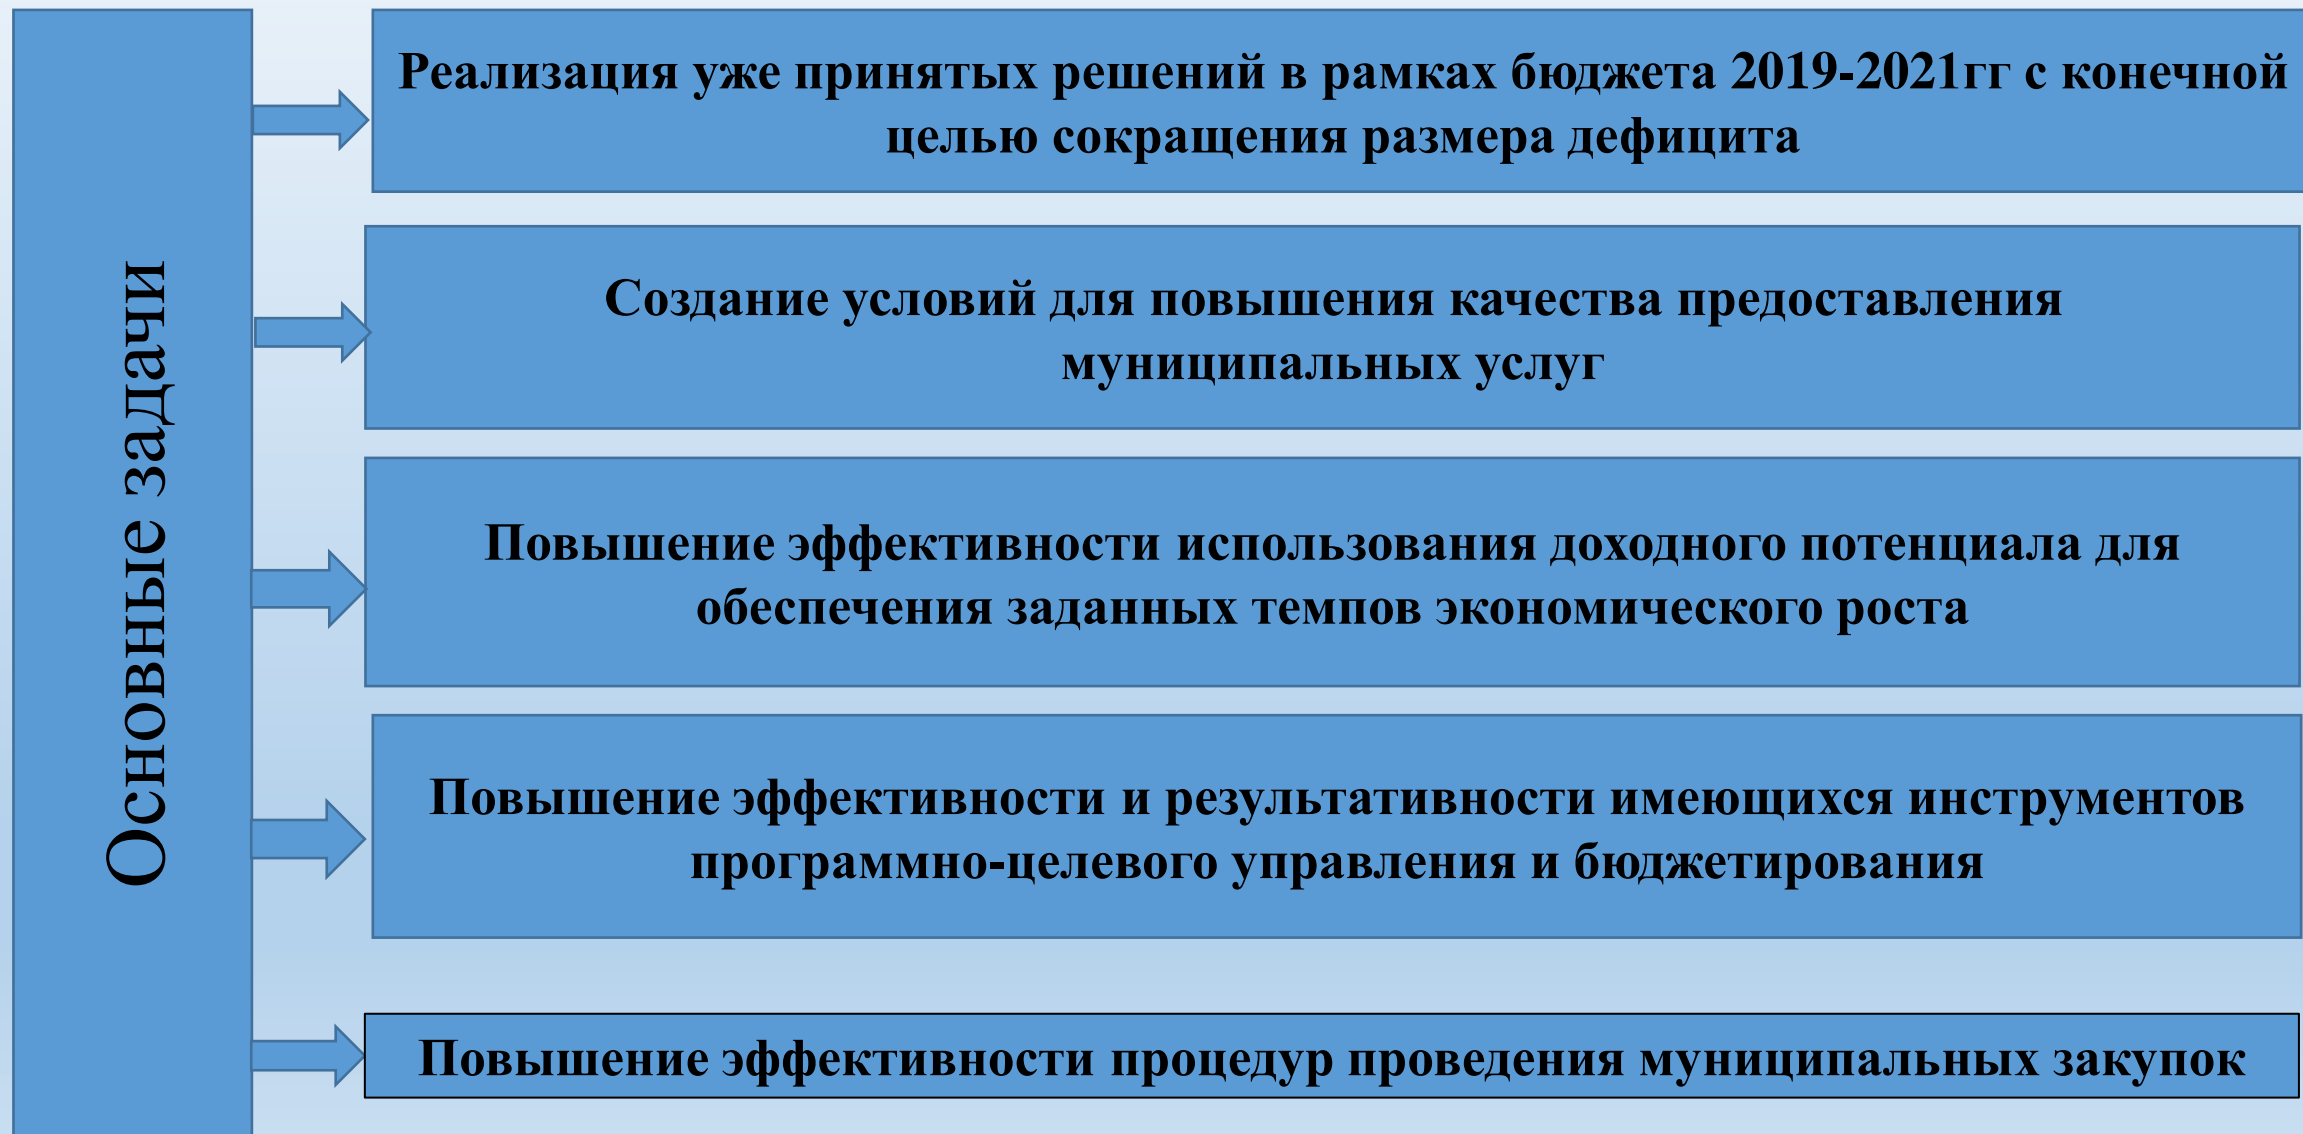 Основные задачи
Реализация уже принятых решений в рамках бюджета 2019-2021гг с конечной
целью сокращения размера дефицита
Создание условий для повышения качества предоставления
муниципальных услуг
Повышение эффективности использования доходного потенциала для
обеспечения заданных темпов экономического роста
Повышение эффективности и результативности имеющихся инструментов
программно-целевого управления и бюджетирования
Повышение эффективности процедур проведения муниципальных закупок